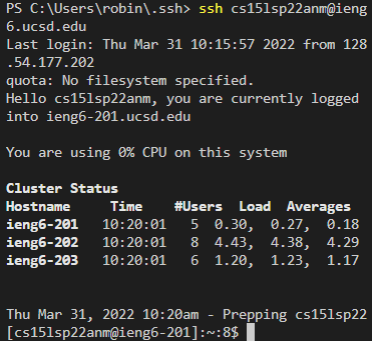 PS C:\Users\robin\.ssh> ssh cs15lsp22anm@ieng
6.ucsd.edu
Last login: Thu Mar 31 10:15:57 2022 from 128
.54.177.202
quota: No filesystem specified.
Hello cs15lsp22anm, you are currently logged
into ieng6-201.ucsd.edu
You are using 0% CPU on this system
Cluster Status
Hostname Time #Users Load Averages
ieng6-201 10:20:01 5 0.30, 0.27, 0.18
ieng6-202 10:20:01 8 4.43, 4.38, 4.29
ieng6-203 10:20:01 6 1.20, 1.23, 1.17
Thu Mar 31, 2022 10:20am - Prepping cs15lsp22
[cs15lsp22anm@ieng6-201]:~:8$